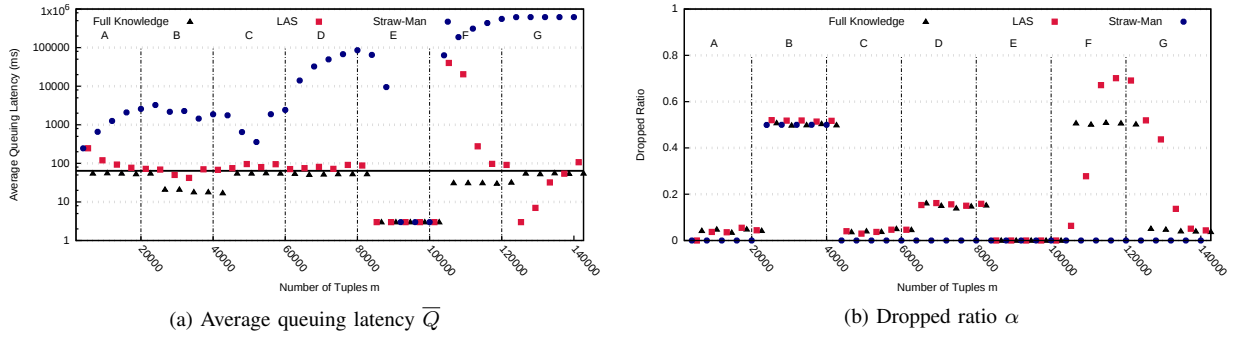 Full Knowledge LAS Straw-Man
A B C D E F G
1x10⁶
100000
10000
1000
100
10
1
Average Queuing Latency (ms)
20000 40000 60000 80000 100000 120000 140000
Number of Tuples m
(a) Average queuing latency Q̅
Full Knowledge LAS Straw-Man
A B C D E F G
1
0.8
0.6
0.4
0.2
0
Dropped Ratio
20000 40000 60000 80000 100000 120000 140000
Number of Tuples m
(b) Dropped ratio α